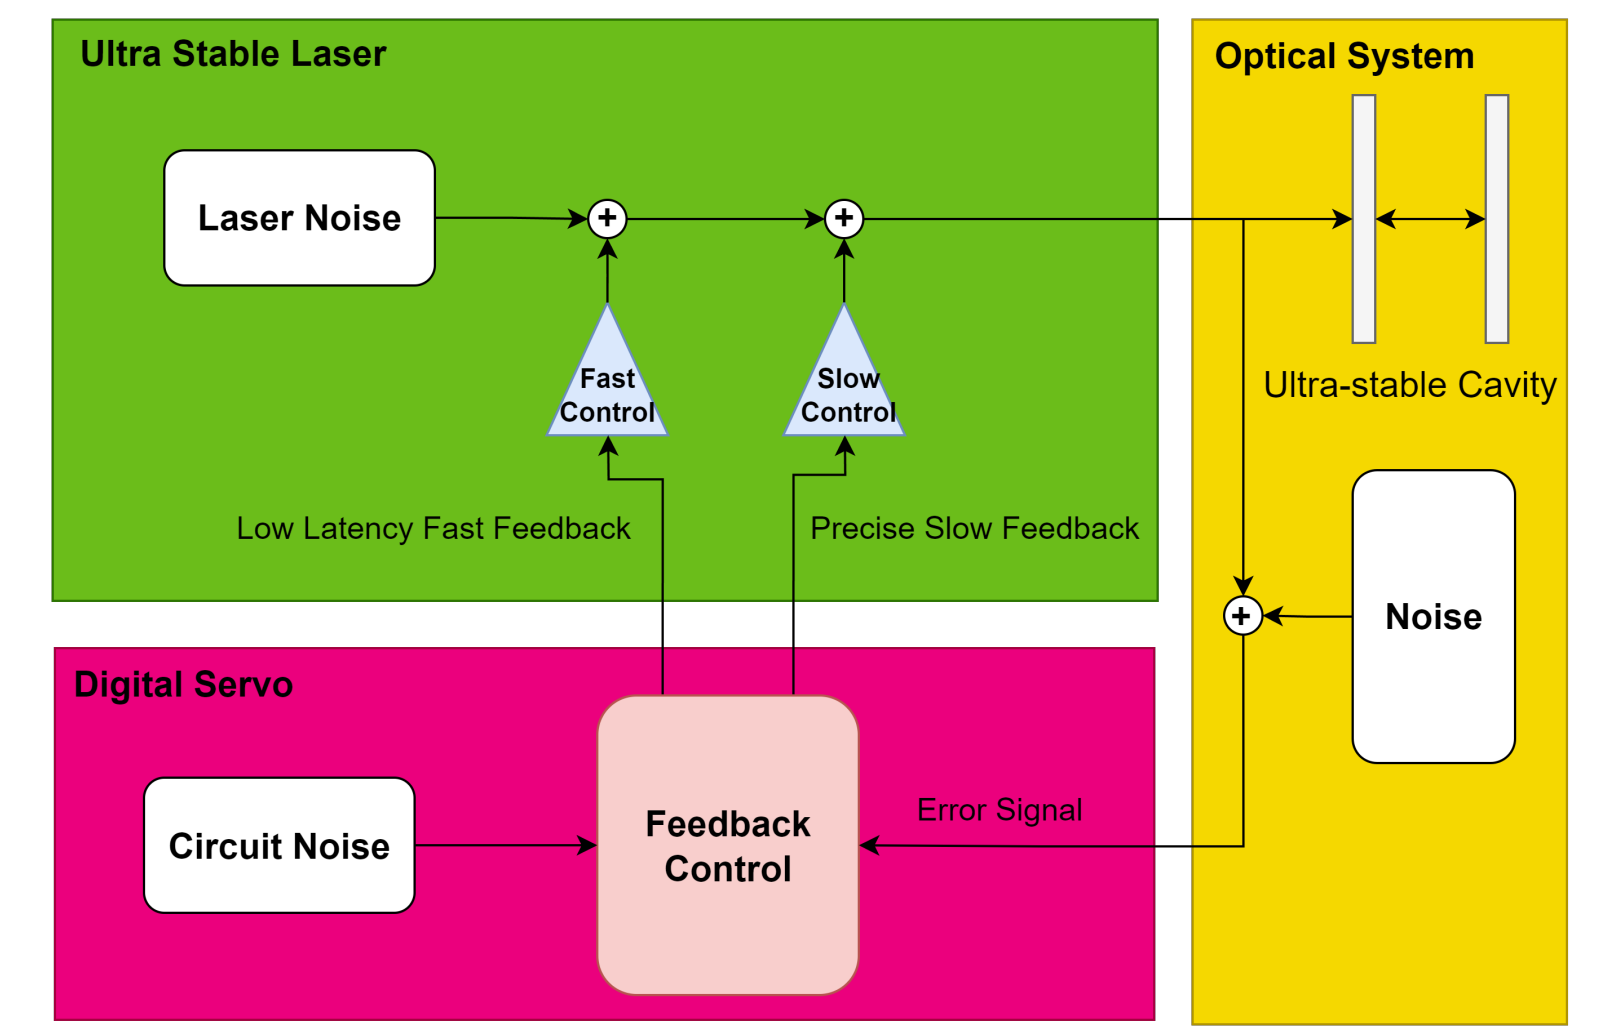 Ultra Stable Laser
Optical System
Laser Noise
+
+
Fast
Control
Slow
Control
Ultra-stable Cavity
Low Latency Fast Feedback
Precise Slow Feedback
+
Noise
Digital Servo
Circuit Noise
Feedback
Control
Error Signal